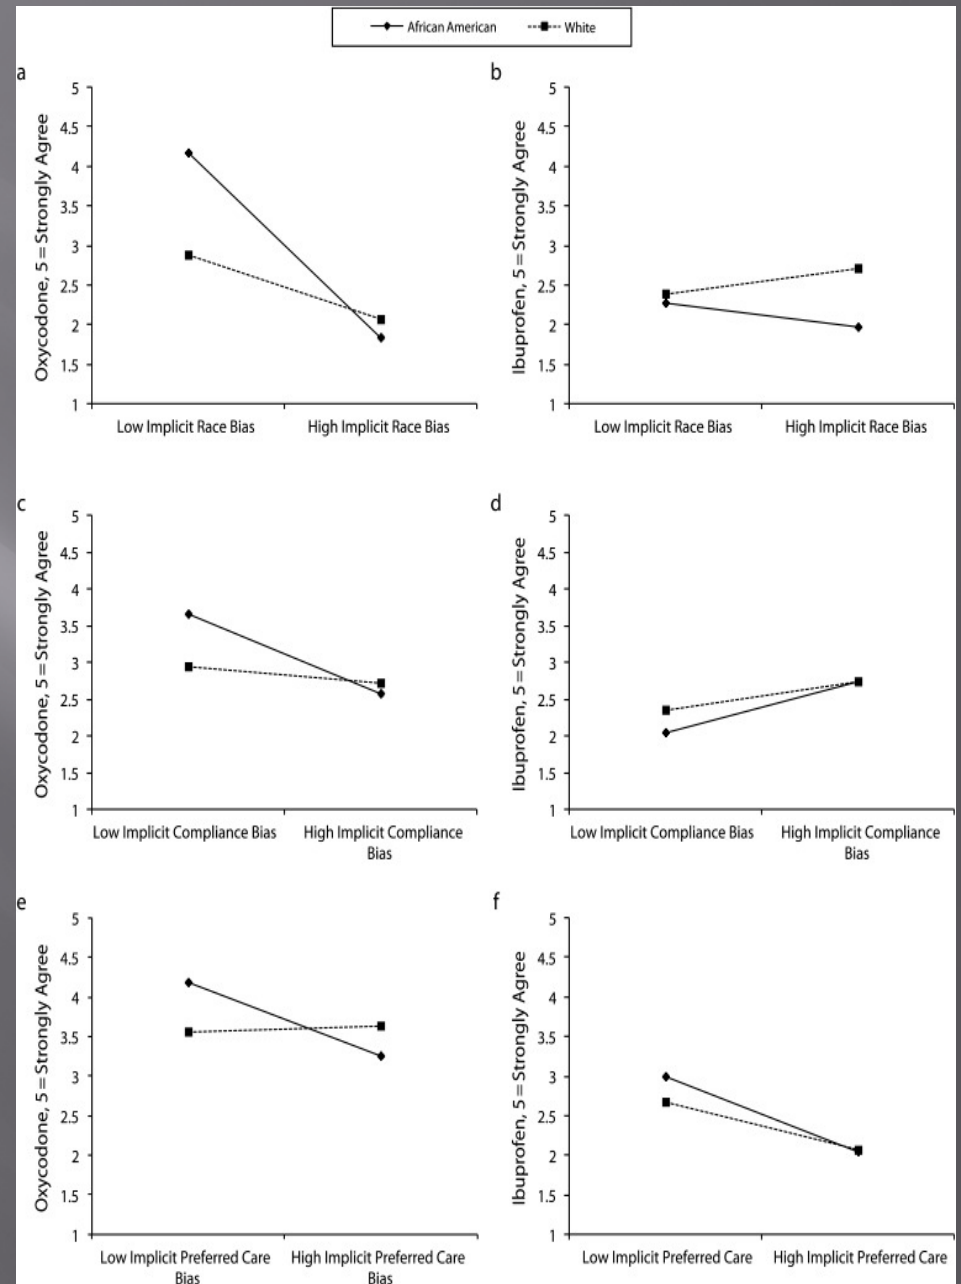 African American
White
a
5
4.5
4
3.5
3
2.5
2
1.5
1
Oxycodone, 5 = Strongly Agree
Low Implicit Race Bias
High Implicit Race Bias
b
5
4.5
4
3.5
3
2.5
2
1.5
1
Ibuprofen, 5 = Strongly Agree
Low Implicit Race Bias
High Implicit Race Bias
c
5
4.5
4
3.5
3
2.5
2
1.5
1
Oxycodone, 5 = Strongly Agree
Low Implicit Compliance Bias
High Implicit Compliance
Bias
d
5
4.5
4
3.5
3
2.5
2
1.5
1
Ibuprofen, 5 = Strongly Agree
Low Implicit Compliance Bias
High Implicit Compliance
Bias
e
5
4.5
4
3.5
3
2.5
2
1.5
1
Oxycodone, 5 = Strongly Agree
Low Implicit Preferred Care
Bias
High Implicit Preferred Care
Bias
f
5
4.5
4
3.5
3
2.5
2
1.5
1
Ibuprofen, 5 = Strongly Agree
Low Implicit Preferred Care
High Implicit Preferred Care